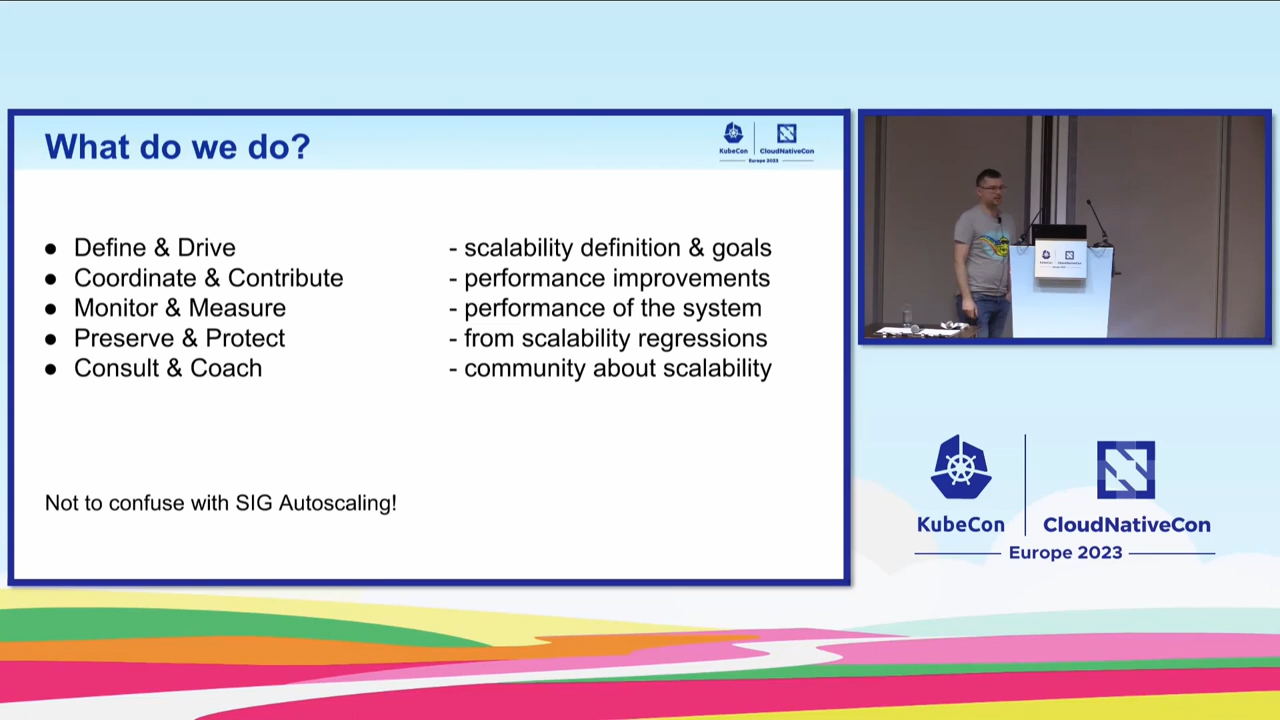 What do we do?
KubeCon
CloudNativeCon
Europe 2023
● Define & Drive - scalability definition & goals
● Coordinate & Contribute - performance improvements
● Monitor & Measure - performance of the system
● Preserve & Protect - from scalability regressions
● Consult & Coach - community about scalability
Not to confuse with SIG Autoscaling!
KubeCon
CloudNativeCon
Europe 2023